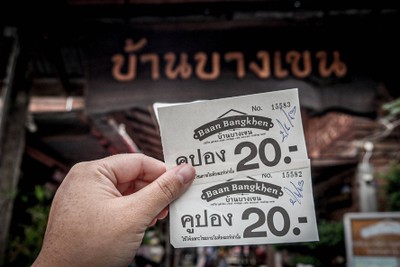 บ้านบางเขน
No. 15583
Baan Bangkhen
บ้านบางเขน
คูปอง 20.-
No. 15582
Baan Bangkhen
บ้านบางเขน
คูปอง 20.-